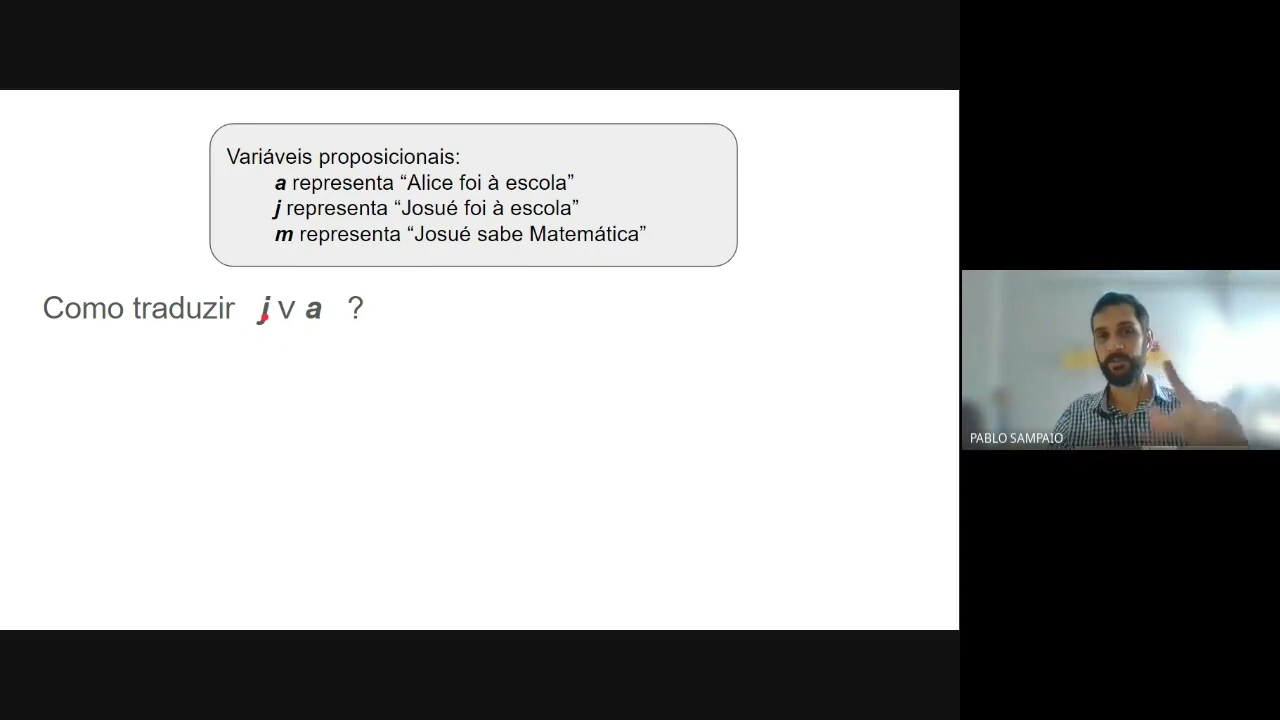 Variáveis proposicionais:
a representa “Alice foi à escola”
j representa “Josué foi à escola”
m representa “Josué sabe Matemática”
Como traduzir j ∨ a ?
PABLO SAMPAIO